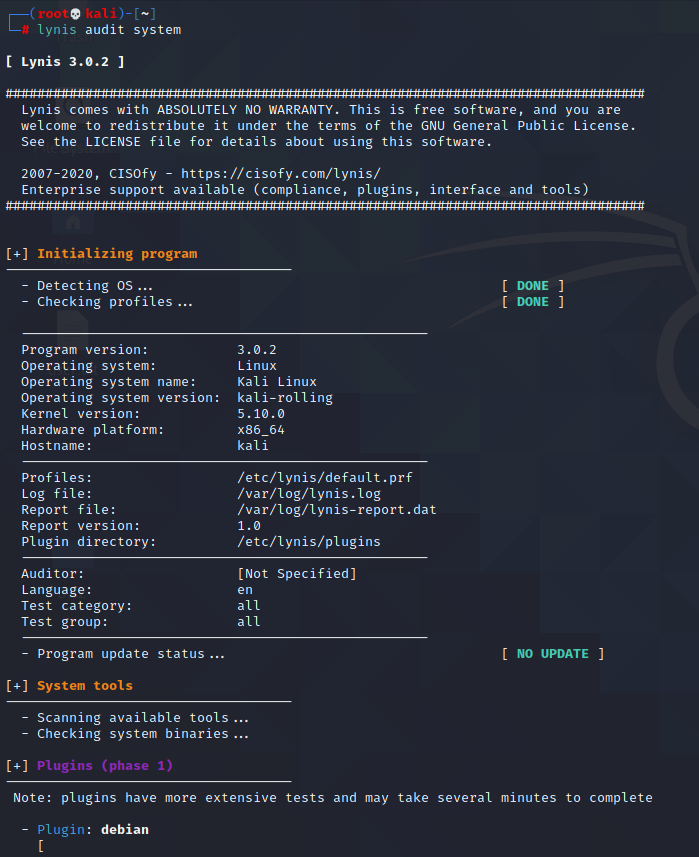 ┌──(root💀kali)-[~]
└─# lynis audit system

[ Lynis 3.0.2 ]

################################################################################
Lynis comes with ABSOLUTELY NO WARRANTY. This is free software, and you are
welcome to redistribute it under the terms of the GNU General Public License.
See the LICENSE file for details about using this software.

2007-2020, CISOfy - https://cisofy.com/lynis/
Enterprise support available (compliance, plugins, interface and tools)
################################################################################

[+] Initializing program
------------------------------------
- Detecting OS... [ DONE ]
- Checking profiles... [ DONE ]

---------------------------------------------------
Program version: 3.0.2
Operating system: Linux
Operating system name: Kali Linux
Operating system version: kali-rolling
Kernel version: 5.10.0
Hardware platform: x86_64
Hostname: kali
---------------------------------------------------
Profiles: /etc/lynis/default.prf
Log file: /var/log/lynis.log
Report file: /var/log/lynis-report.dat
Report version: 1.0
Plugin directory: /etc/lynis/plugins
---------------------------------------------------
Auditor: [Not Specified]
Language: en
Test category: all
Test group: all
---------------------------------------------------
- Program update status... [ NO UPDATE ]

[+] System tools
------------------------------------
- Scanning available tools...
- Checking system binaries...

[+] Plugins (phase 1)
------------------------------------
Note: plugins have more extensive tests and may take several minutes to complete

- Plugin: debian
[